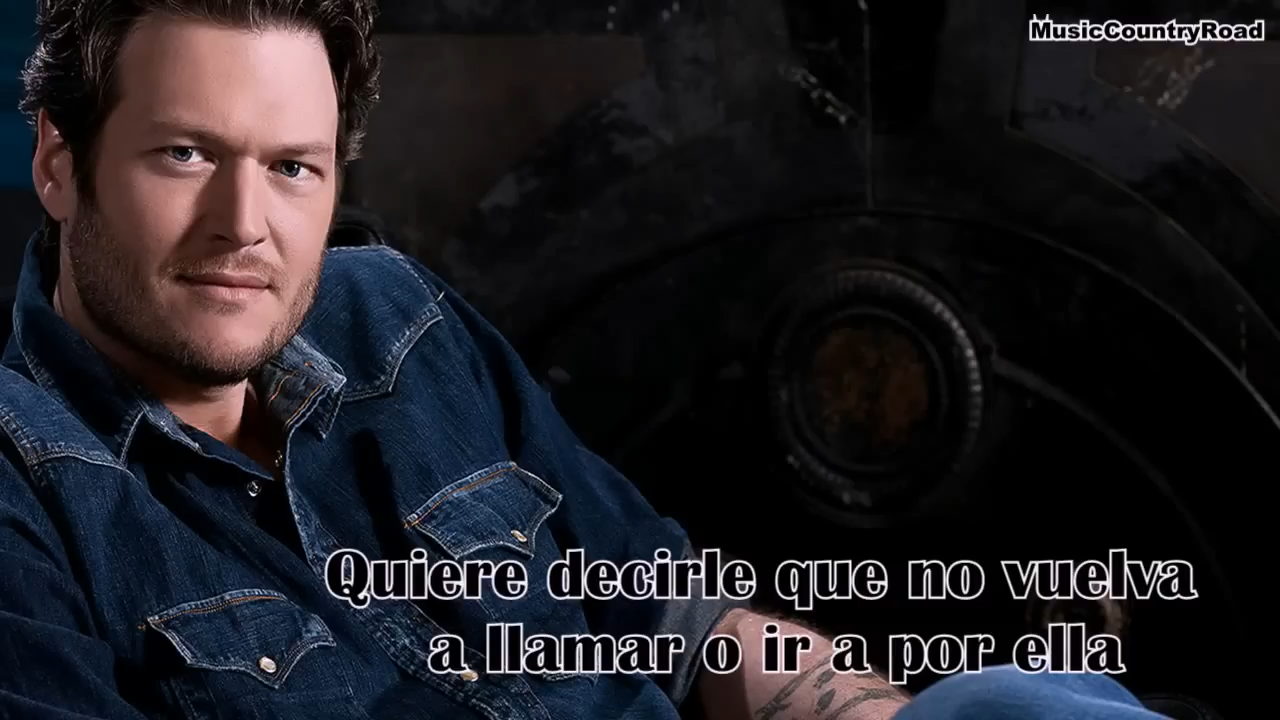 MusicCountryRoad
Quiere decirle que no vuelva
a llamar o ir a por ella